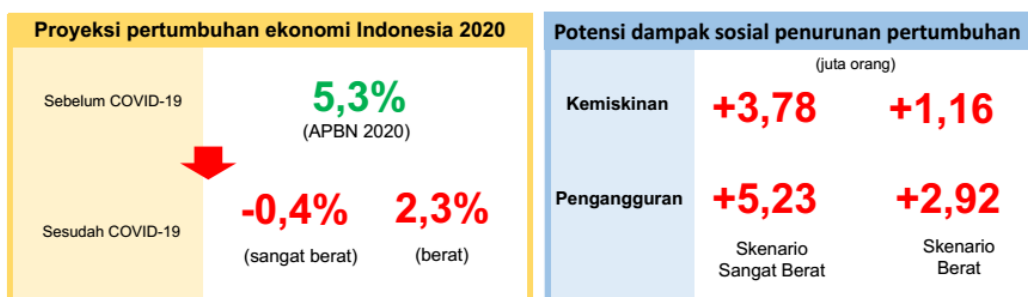 Proyeksi pertumbuhan ekonomi Indonesia 2020
Sebelum COVID-19
5,3%
(APBN 2020)
Sesudah COVID-19
-0,4% 2,3%
(sangat berat) (berat)
Potensi dampak sosial penurunan pertumbuhan
(juta orang)
Kemiskinan +3,78 +1,16
Pengangguran +5,23 +2,92
Skenario Skenario
Sangat Berat Berat